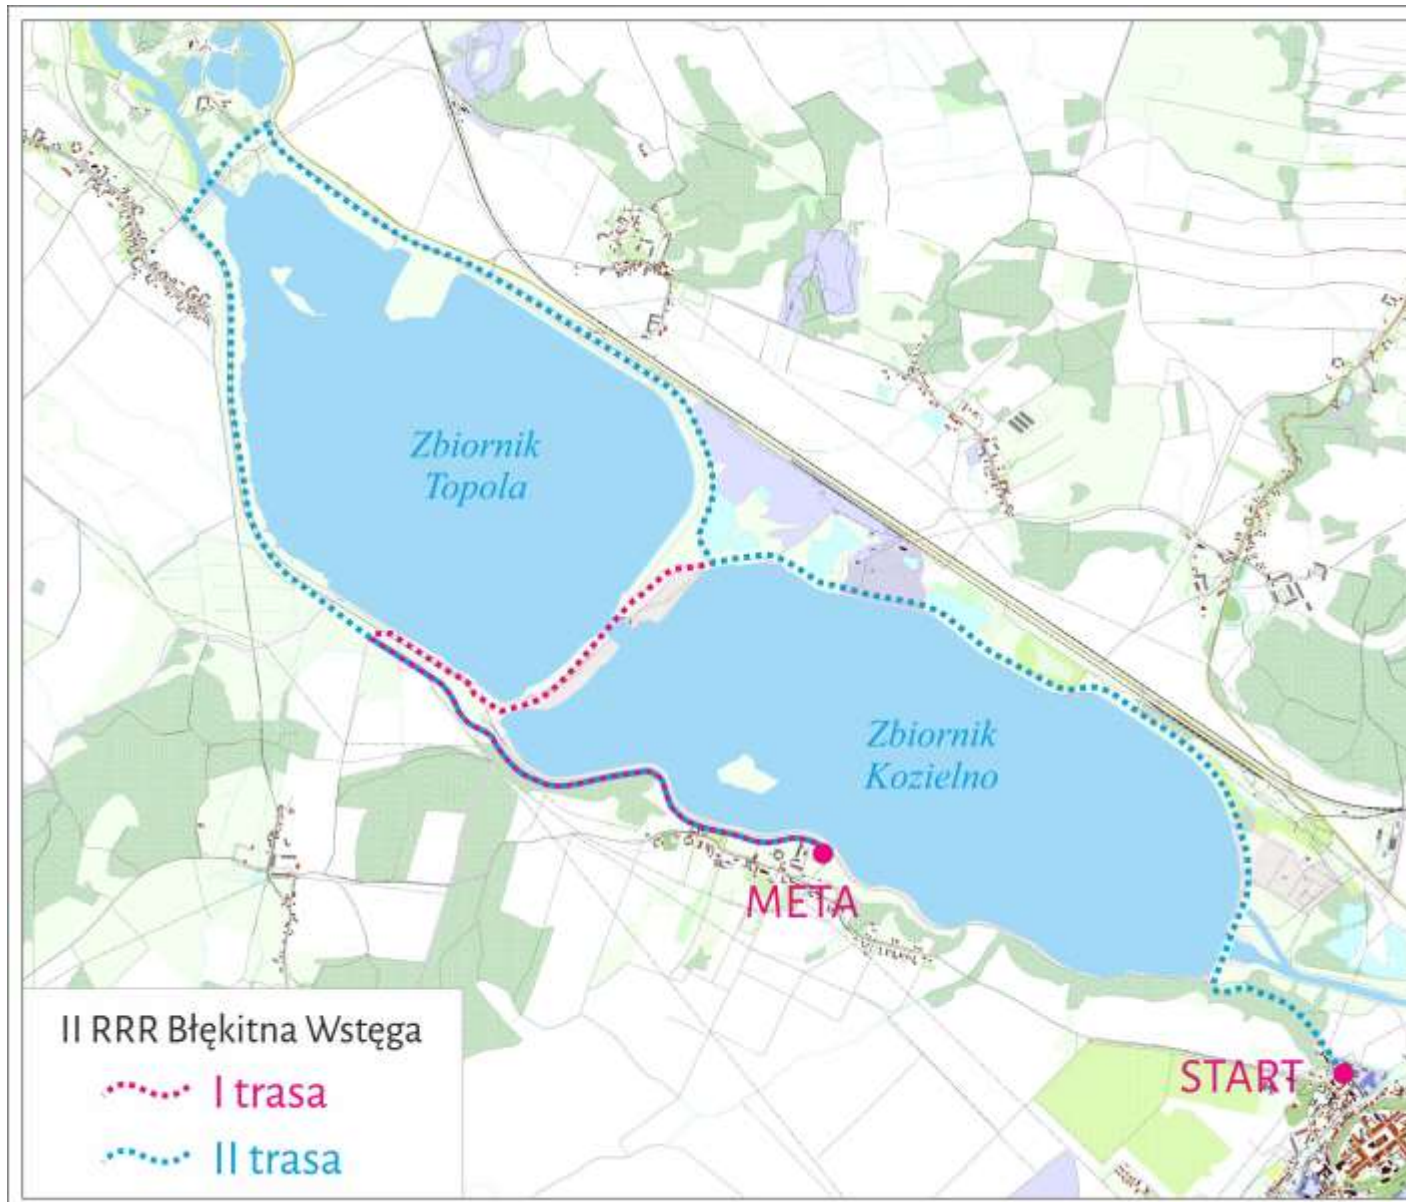 Zbiornik
Topola
Zbiornik
Kozielno
META
START
II RRR Błękitna Wstęga
I trasa
II trasa